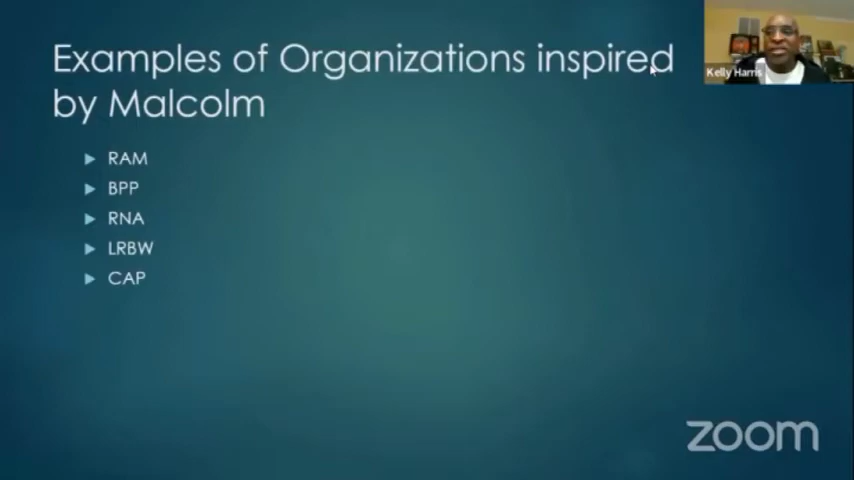 Examples of Organizations inspired
by Malcolm
Kelly Harris
RAM
BPP
RNA
LRBW
CAP
zoom